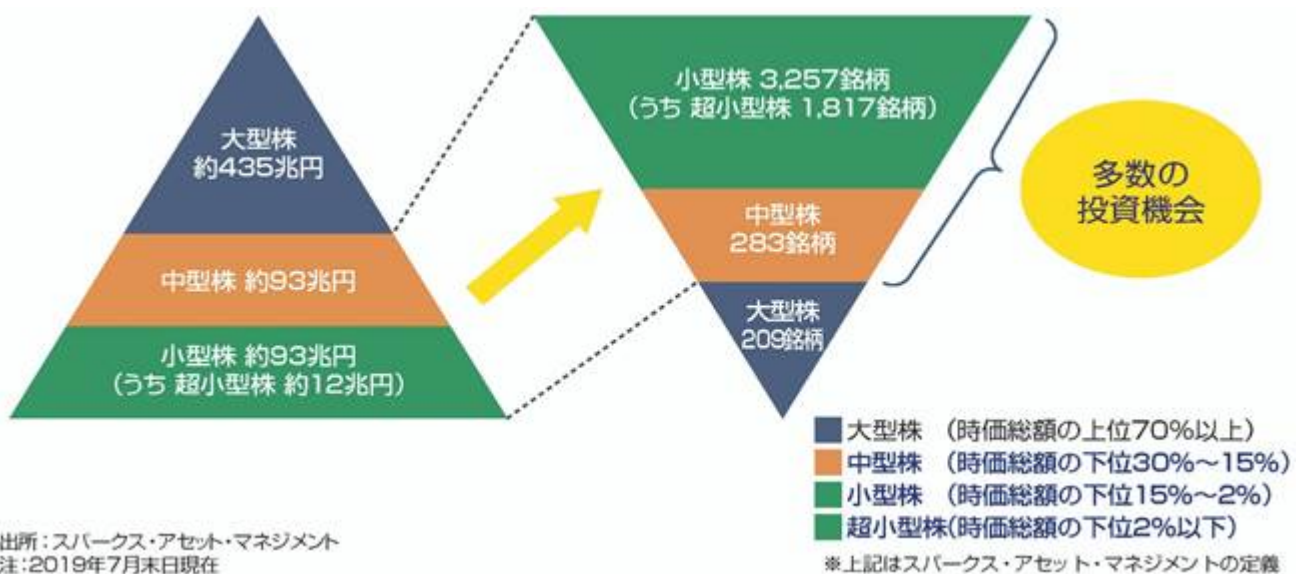 大型株
約435兆円
中型株 約93兆円
小型株 約93兆円
(うち 超小型株 約12兆円)
小型株 3,257銘柄
(うち 超小型株 1,817銘柄)
中型株
283銘柄
大型株
209銘柄
多数の
投資機会
大型株 (時価総額の上位70%以上)
中型株 (時価総額の下位30%~15%)
小型株 (時価総額の下位15%~2%)
超小型株(時価総額の下位2%以下)
※上記はスパークス・アセット・マネジメントの定義
出所:スパークス・アセット・マネジメント
注:2019年7月末日現在